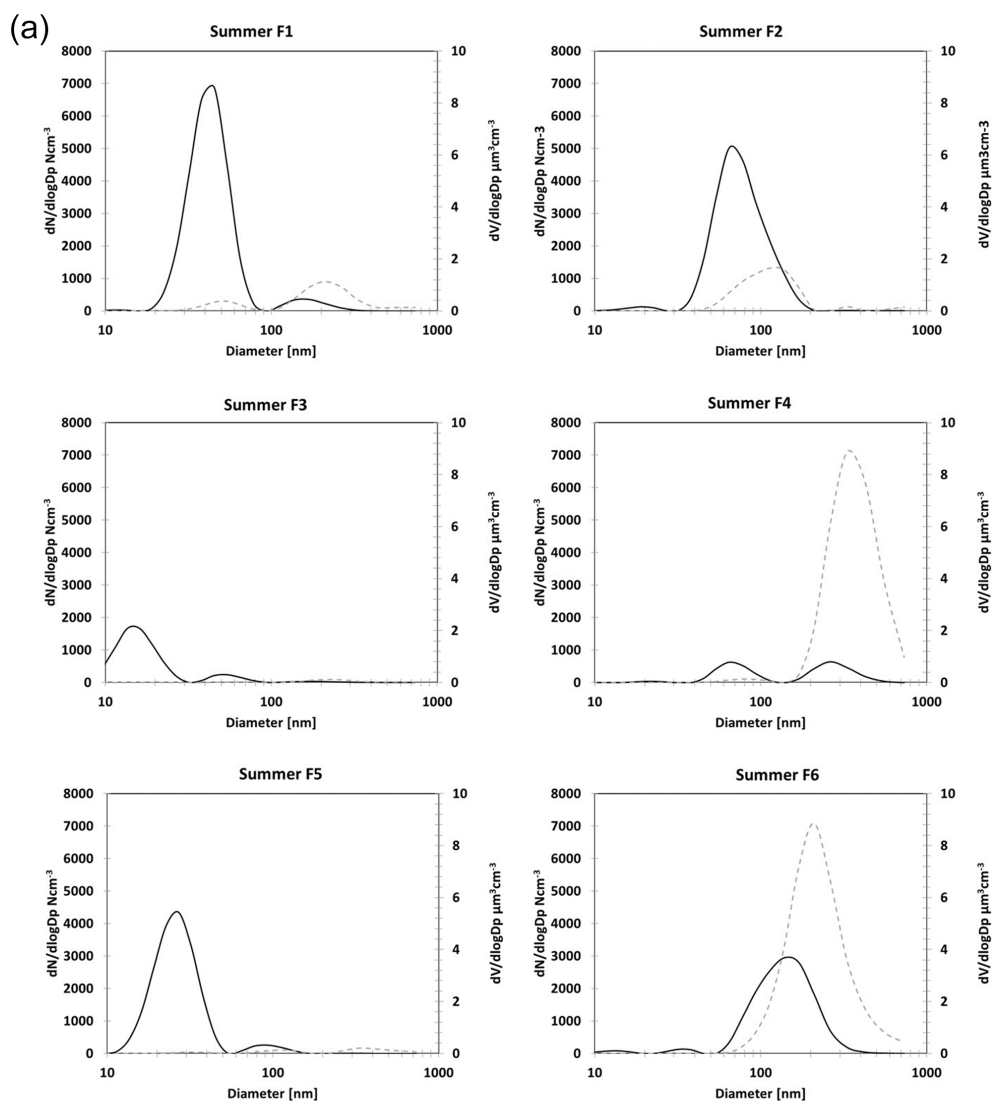 (a)
Summer F1
8000
7000
6000
5000
4000
3000
2000
1000
0
dN/dlogDp Ncm⁻³
10
8
6
4
2
0
dV/dlogDp µm³cm⁻³
10 100 1000
Diameter [nm]
Summer F2
8000
7000
6000
5000
4000
3000
2000
1000
0
dN/dlogDp Ncm-3
10
8
6
4
2
0
dV/dlogDp µm3cm-3
10 100 1000
Diameter [nm]
Summer F3
8000
7000
6000
5000
4000
3000
2000
1000
0
dN/dlogDp Ncm⁻³
10
8
6
4
2
0
dV/dlogDp µm³cm⁻³
10 100 1000
Diameter [nm]
Summer F4
8000
7000
6000
5000
4000
3000
2000
1000
0
dN/dlogDp Ncm⁻³
10
8
6
4
2
0
dV/dlogDp µm³cm⁻³
10 100 1000
Diameter [nm]
Summer F5
8000
7000
6000
5000
4000
3000
2000
1000
0
dN/dlogDp Ncm⁻³
10
8
6
4
2
0
dV/dlogDp µm³cm⁻³
10 100 1000
Diameter [nm]
Summer F6
8000
7000
6000
5000
4000
3000
2000
1000
0
dN/dlogDp Ncm⁻³
10
8
6
4
2
0
dV/dlogDp µm³cm⁻³
10 100 1000
Diameter [nm]